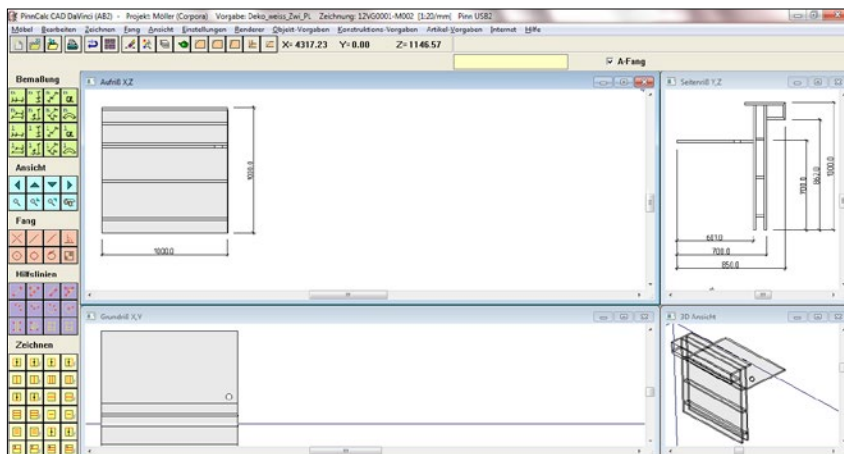 PinnCalc CAD DaVinci (AB2) - Projekt: Möller (Corpora) Vorgabe: Deko_weiss_Zwi_PL Zeichnung: 12VG0001-M002 [1:20/mm] Pinn USB2
Möbel Bearbeiten Zeichnen Fang Ansicht Einstellungen Renderer Objekt-Vorgaben Konstruktions-Vorgaben Artikel-Vorgaben Internet Hilfe
X= 4317.23 Y= 0.00 Z= 1146.57
A-Fang
Bemaßung
Aufriß X,Z
1000.0
1000.0
Seitenriß Y,Z
700.0
862.0
1000.0
700.0
850.0
Ansicht
Fang
Hilfslinien
Zeichnen
Grundriß X,Y
3D Ansicht